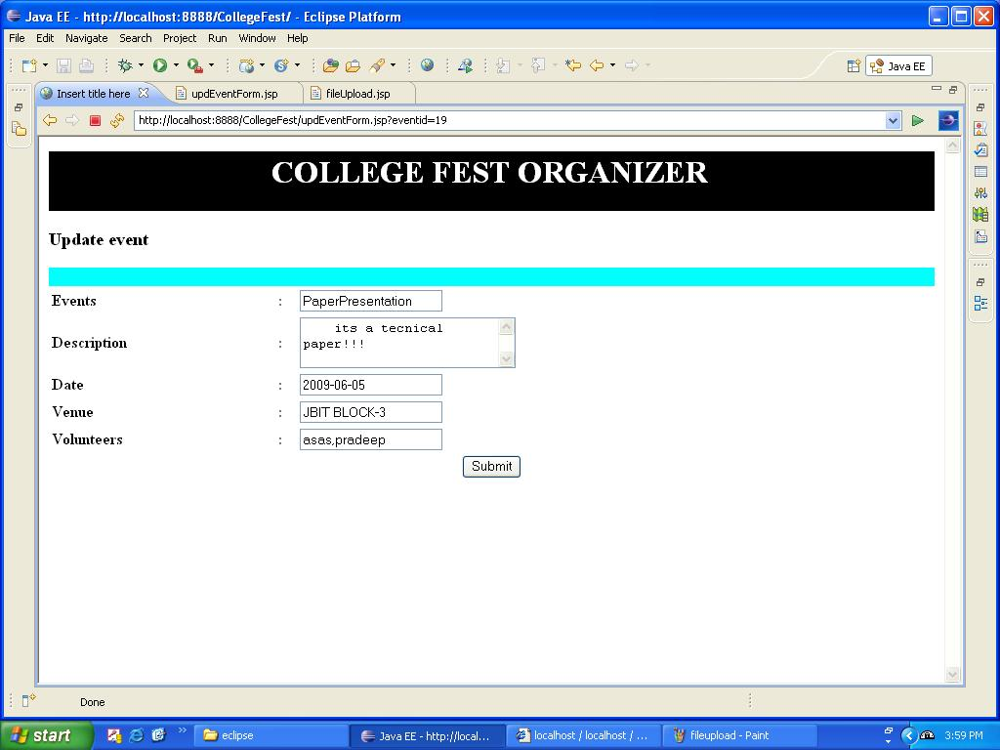 Java EE - http://localhost:8888/CollegeFest/ - Eclipse Platform
File Edit Navigate Search Project Run Window Help
Java EE
Insert title here updEventForm.jsp fileUpload.jsp
http://localhost:8888/CollegeFest/updEventForm.jsp?eventid=19
COLLEGE FEST ORGANIZER
Update event
Events : PaperPresentation
Description : its a tecnical
paper!!!
Date : 2009-06-05
Venue : JBIT BLOCK-3
Volunteers : asas,pradeep
Submit
Done
start eclipse Java EE - http://local... localhost / localhost / ... fileupload - Paint 3:59 PM